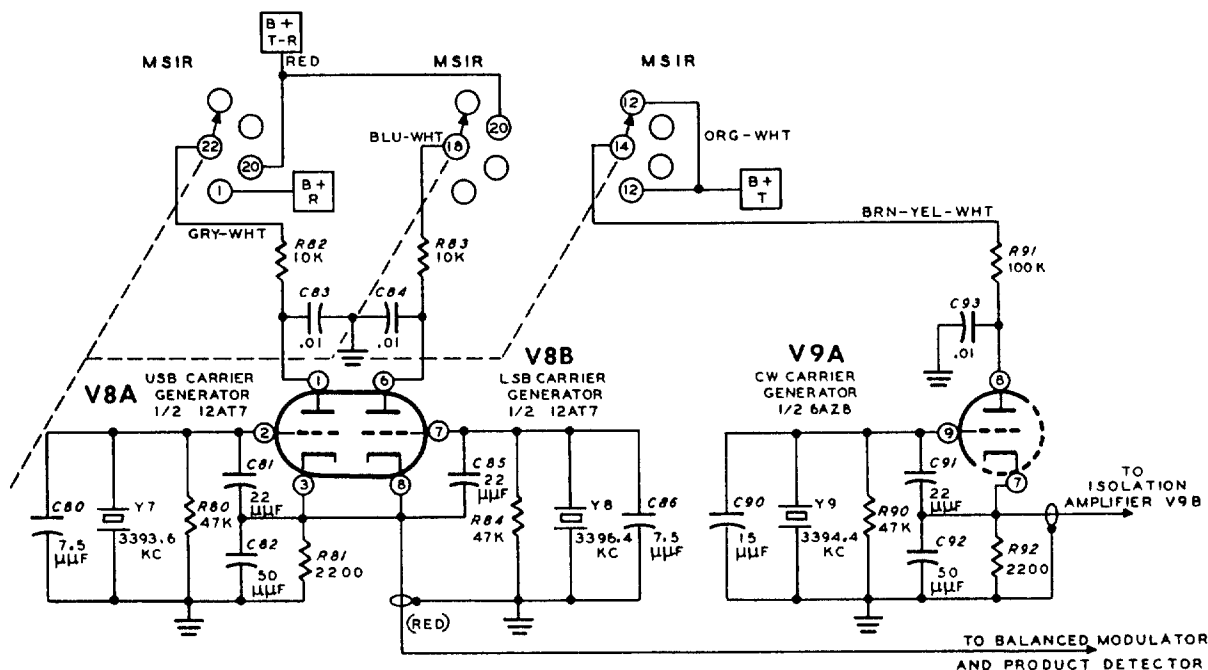 B +
T-R
RED
MSIR
MSIR
MSIR
22
20
1
B +
R
GRY-WHT
BLU-WHT
18
20
12
14
12
ORG-WHT
B +
T
BRN-YEL-WHT
R82
10K
R83
10K
R91
100K
C83
.01
C84
.01
C93
.01
V8A
USB CARRIER
GENERATOR
1/2 12AT7
V8B
LSB CARRIER
GENERATOR
1/2 12AT7
V9A
CW CARRIER
GENERATOR
1/2 6AZ8
1
6
2
7
3
8
8
9
7
C80
7.5
μμF
Y7
3393.6
KC
R80
47K
C81
22
μμF
C82
50
μμF
R81
2200
C85
22
μμF
R84
47K
Y8
3396.4
KC
C86
7.5
μμF
(RED)
C90
15
μμF
Y9
3394.4
KC
R90
47K
C91
22
μμF
C92
50
μμF
R92
2200
TO
ISOLATION
AMPLIFIER V9B
TO BALANCED MODULATOR
AND PRODUCT DETECTOR